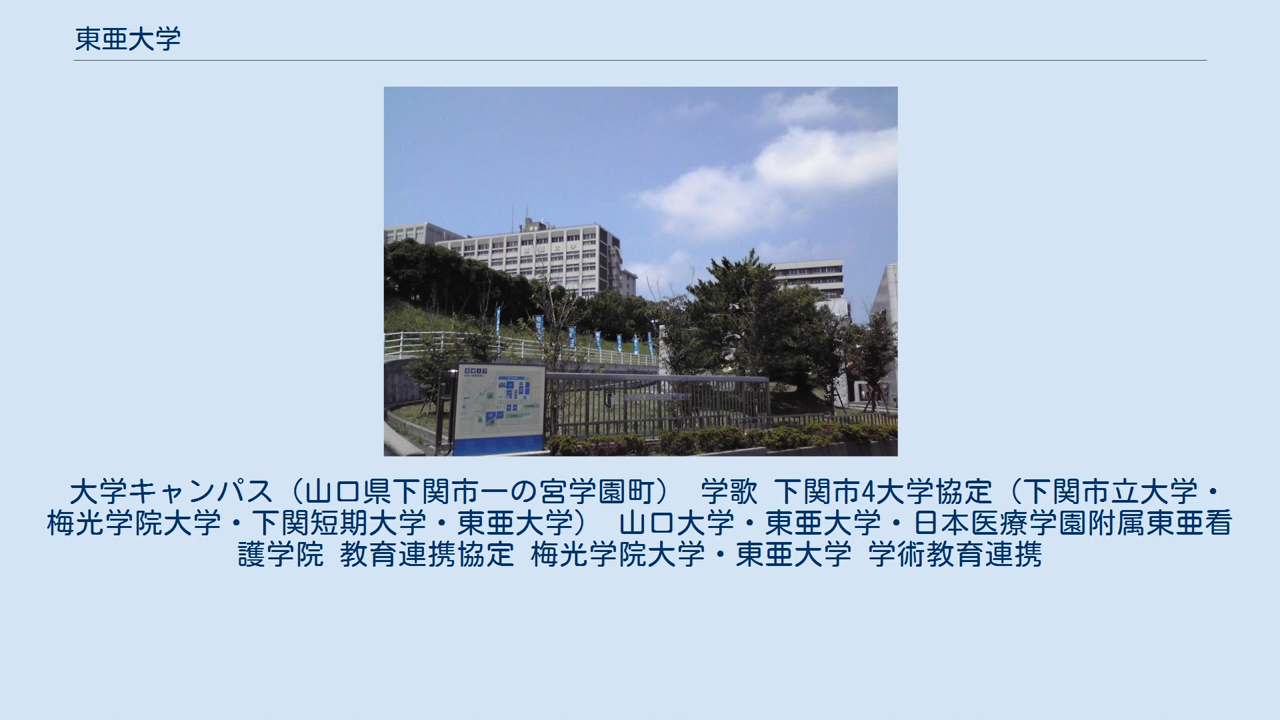 東亜大学
大学キャンパス（山口県下関市一の宮学園町） 学歌 下関市4大学協定（下関市立大学・
梅光学院大学・下関短期大学・東亜大学） 山口大学・東亜大学・日本医療学園附属東亜看
護学院 教育連携協定 梅光学院大学・東亜大学 学術教育連携